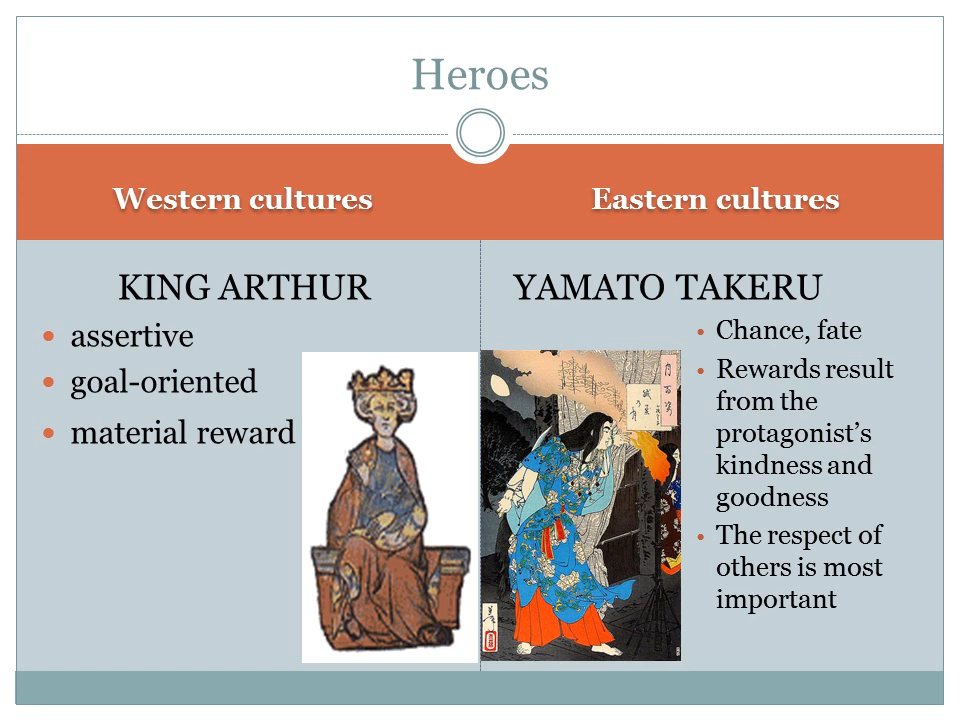 Heroes
Western cultures
Eastern cultures
KING ARTHUR
• assertive
• goal-oriented
• material reward
YAMATO TAKERU
• Chance, fate
• Rewards result
from the
protagonist’s
kindness and
goodness
• The respect of
others is most
important